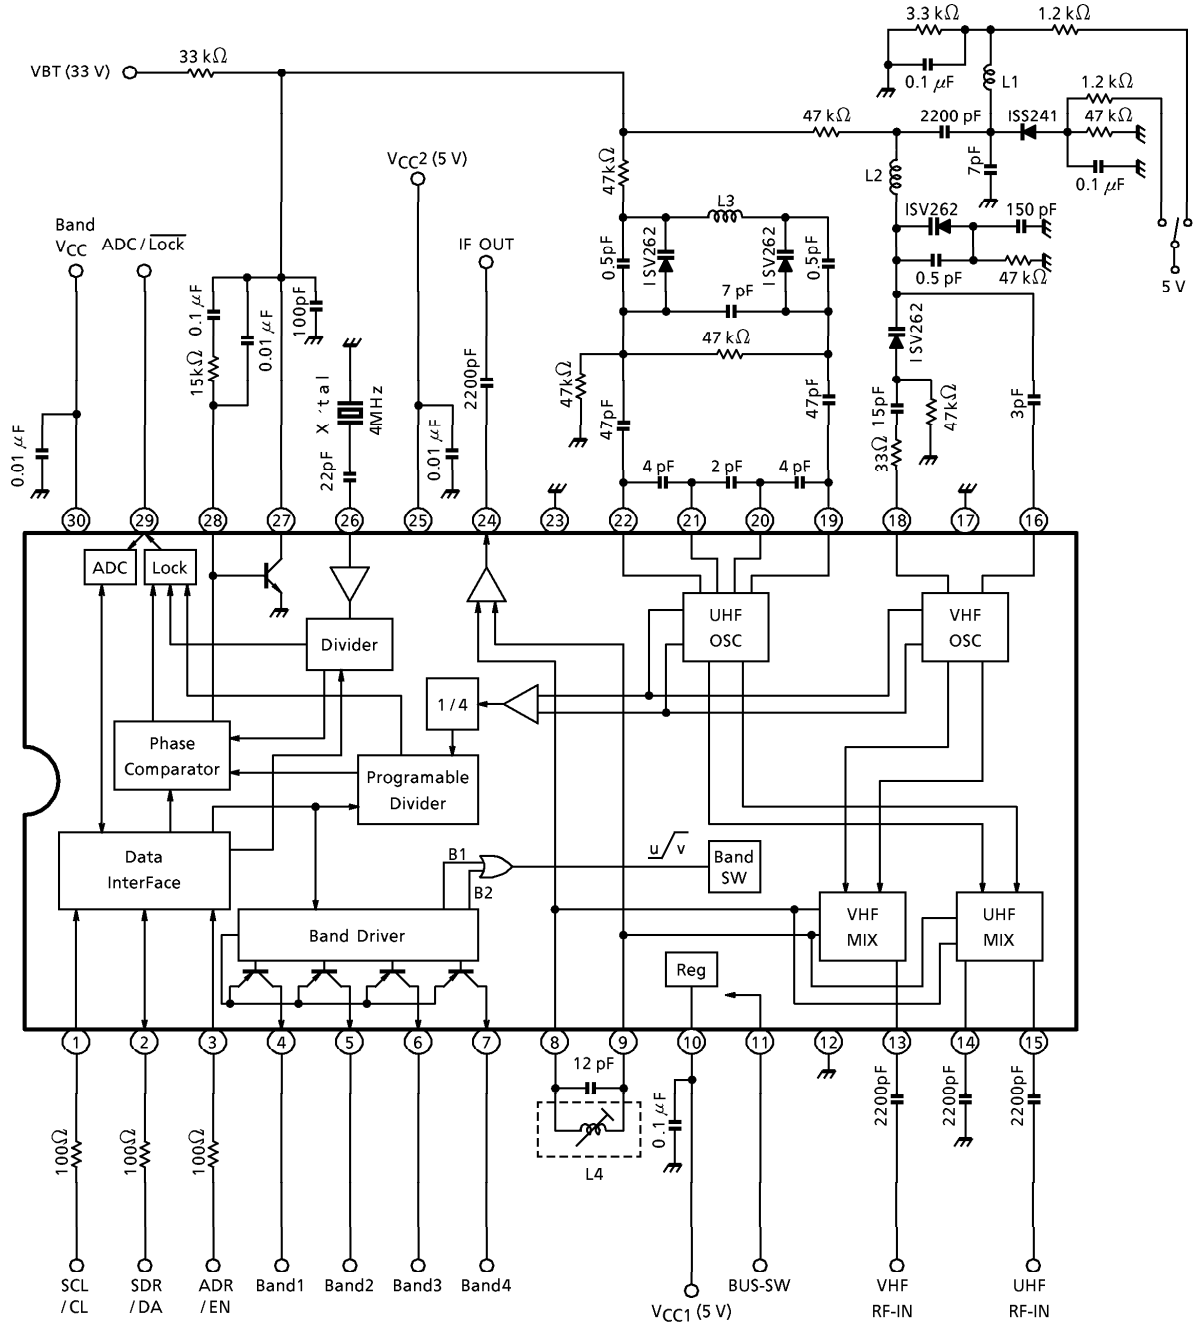 3.3 kΩ
1.2 kΩ
33 kΩ
VBT (33 V)
0.1 μF
L1
1.2 kΩ
47 kΩ
2200 pF
ISS241
47 kΩ
VCC2 (5 V)
47kΩ
L2
7pF
0.1 μF
Band
VCC
ADC / Lock
IF OUT
L3
ISV262
150 pF
0.5pF
ISV262
ISV262
0.5pF
0.5 pF
47 kΩ
5 V
0.1 μF
0.01 μF
100pF
7 pF
15kΩ
X'tal
4MHz
2200pF
47 kΩ
ISV262
47kΩ
47pF
47pF
15pF
47kΩ
3pF
0.01 μF
22pF
0.01 μF
33Ω
4 pF
2 pF
4 pF
30
29
28
27
26
25
24
23
22
21
20
19
18
17
16
ADC
Lock
UHF
OSC
VHF
OSC
Divider
1 / 4
Phase
Comparator
Programable
Divider
Data
InterFace
B1
B2
u
v
Band
SW
Band Driver
VHF
MIX
UHF
MIX
Reg
1
2
3
4
5
6
7
8
9
10
11
12
13
14
15
12 pF
100Ω
100Ω
100Ω
0.1 μF
2200pF
2200pF
2200pF
L4
SCL
/ CL
SDR
/ DA
ADR
/ EN
Band1
Band2
Band3
Band4
VCC1 (5 V)
BUS-SW
VHF
RF-IN
UHF
RF-IN